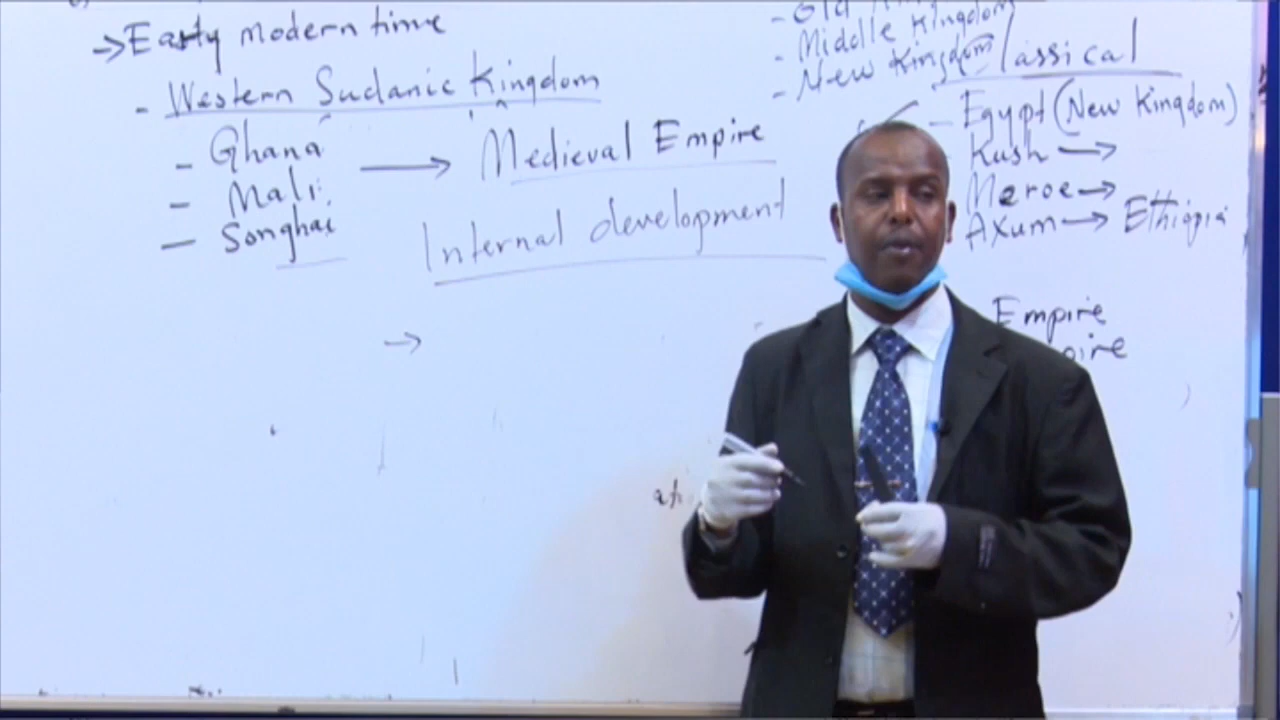 → Early modern time
- Western Sudanic Kingdom
- Ghana → Medieval Empire
- Mali
- Songhai
Internal development
→
- Old
- Middle Kingdom
- New Kingdom
Classical
- Egypt (New Kingdom)
Kush →
Meroe →
Axum → Ethiopia
Empire